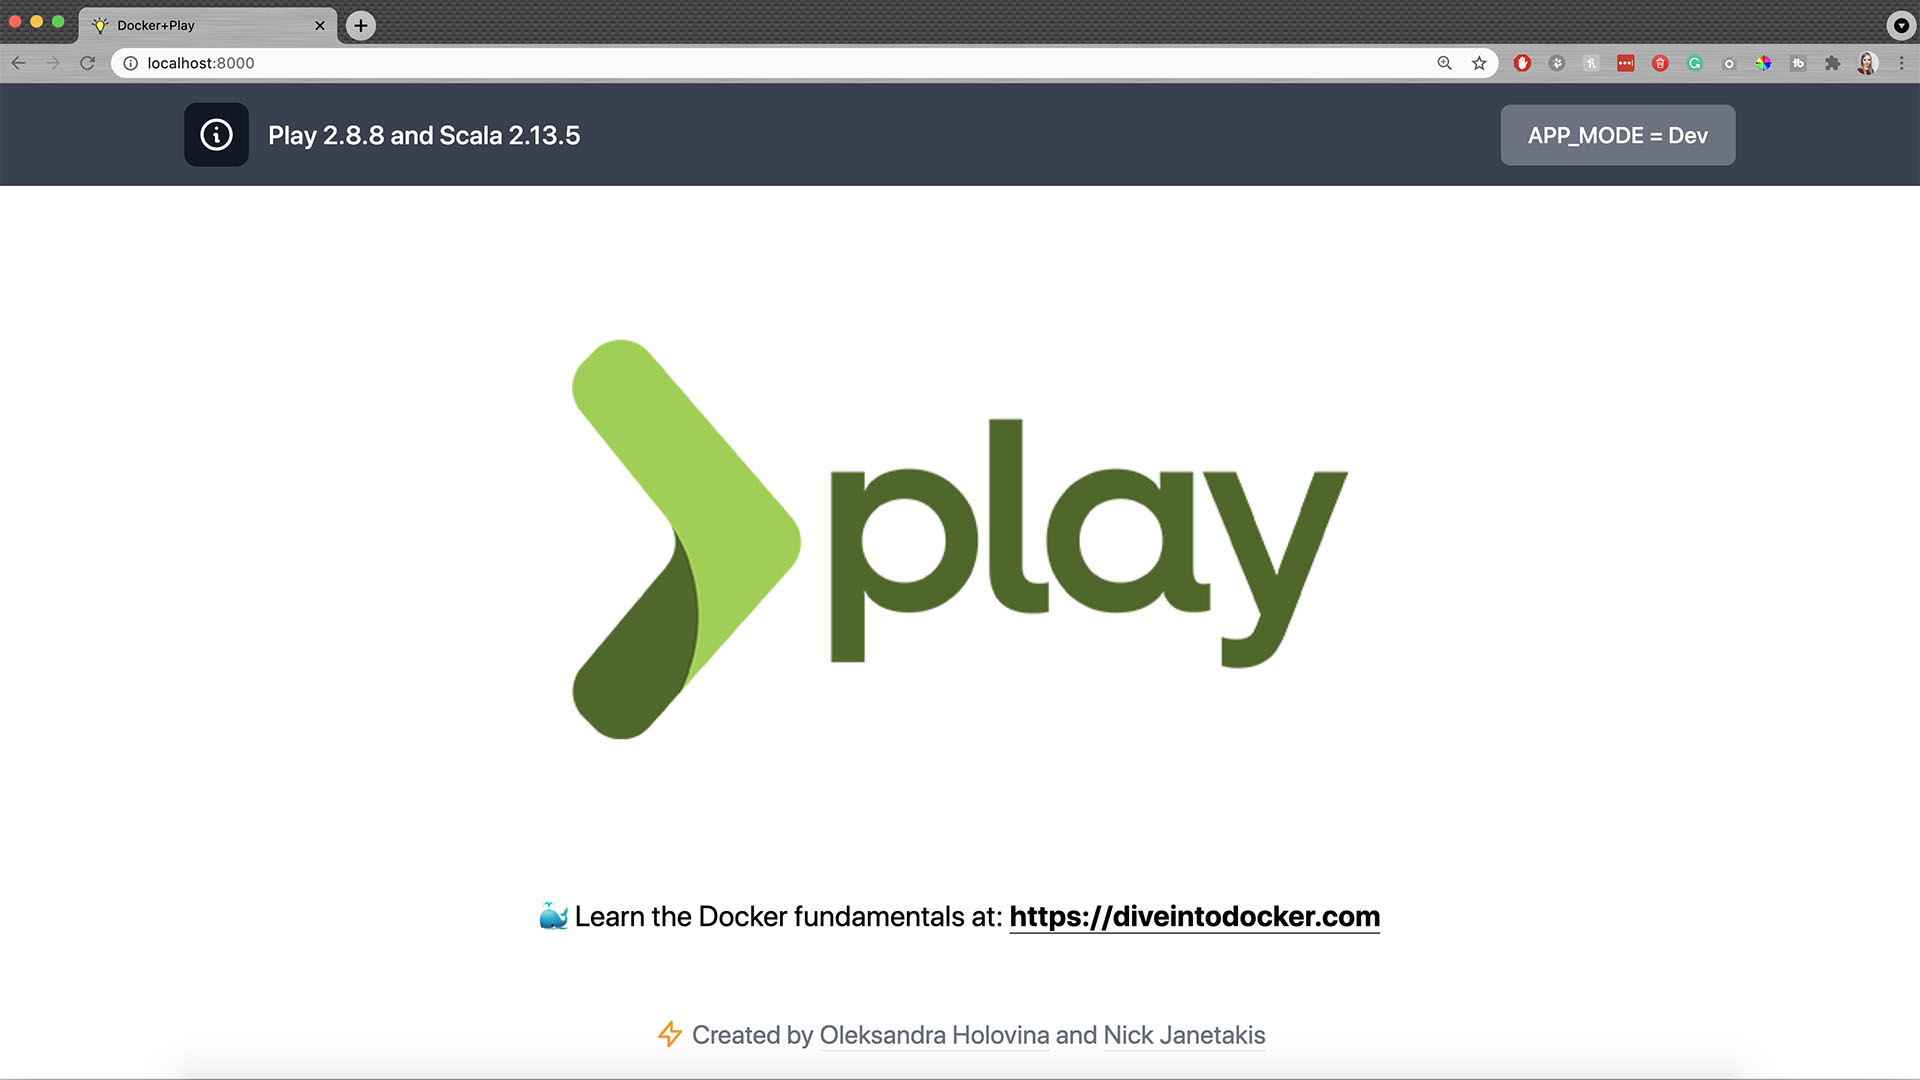 Docker+Play
localhost:8000
Play 2.8.8 and Scala 2.13.5
APP_MODE = Dev
play
Learn the Docker fundamentals at: https://diveintodocker.com
Created by Oleksandra Holovina and Nick Janetakis